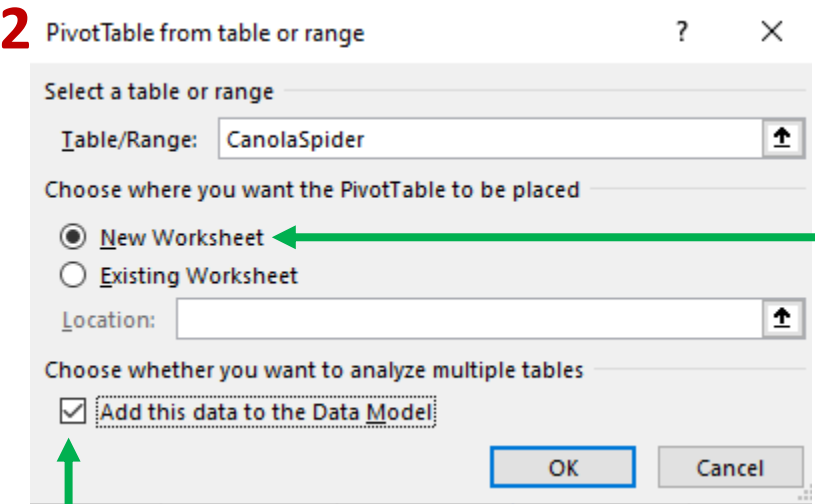 2 PivotTable from table or range ?
Select a table or range
Table/Range: CanolaSpider
Choose where you want the PivotTable to be placed
New Worksheet
Existing Worksheet
Location:
Choose whether you want to analyze multiple tables
Add this data to the Data Model
OK Cancel